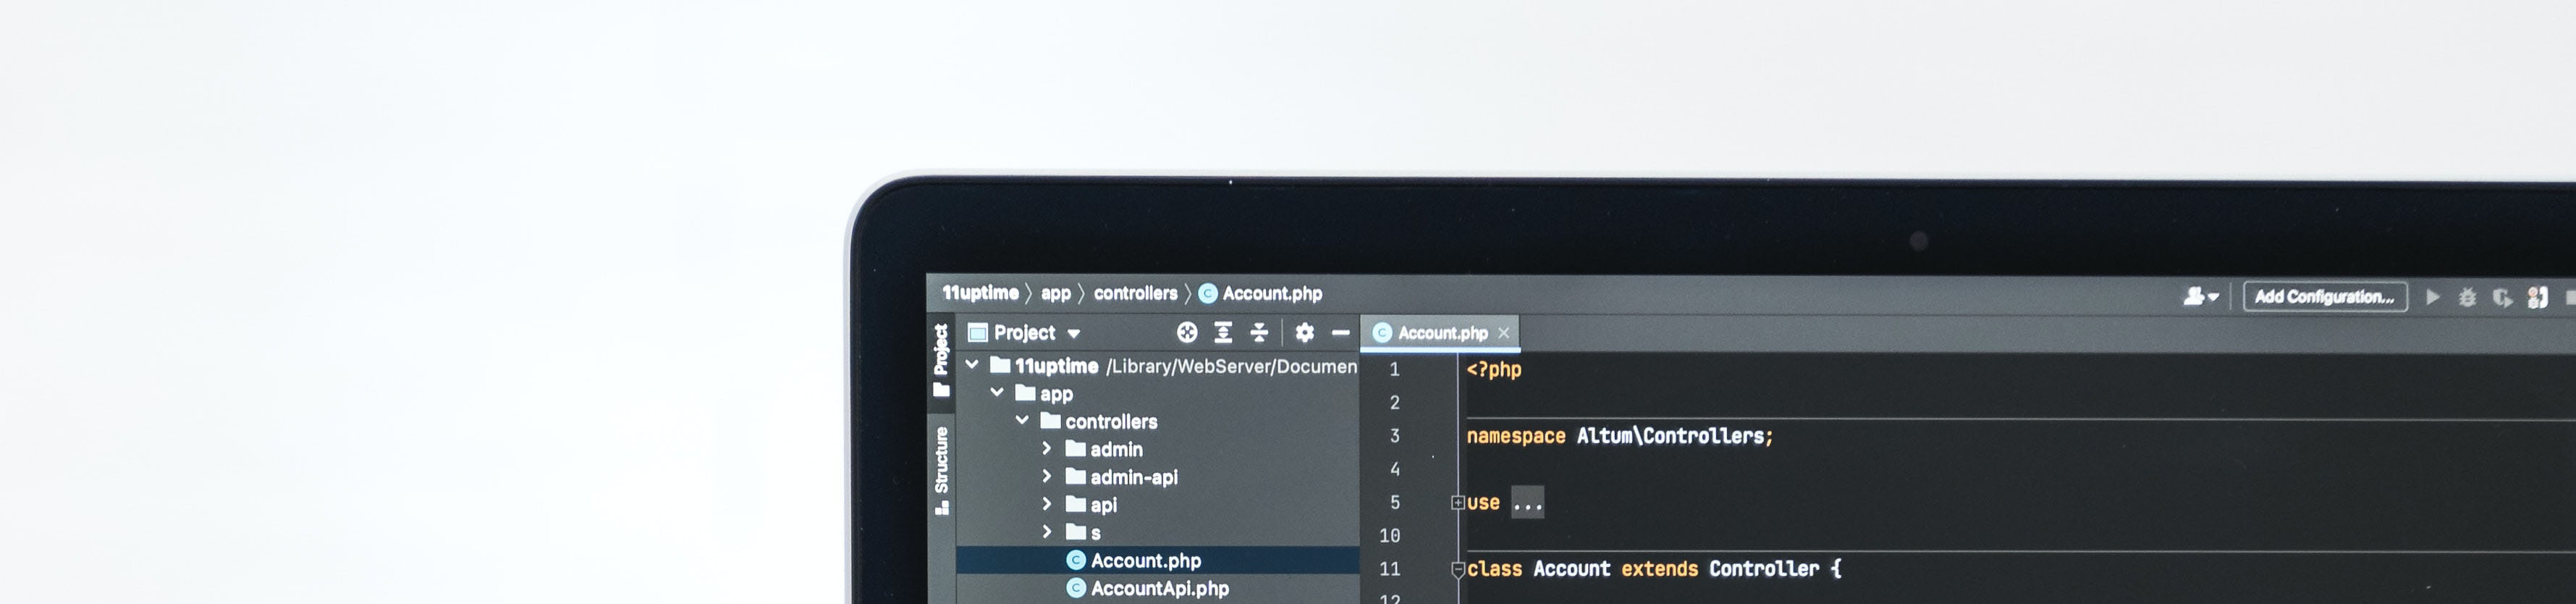 11uptime 〉 app 〉 controllers 〉 Account.php
Add Configuration...
Project
Structure
Project
11uptime /Library/WebServer/Documen
app
controllers
admin
admin-api
api
s
Account.php
AccountApi.php
Account.php ×
1 <?php
2
3 namespace Altum\Controllers;
4
5 use ...
10
11 class Account extends Controller {
12